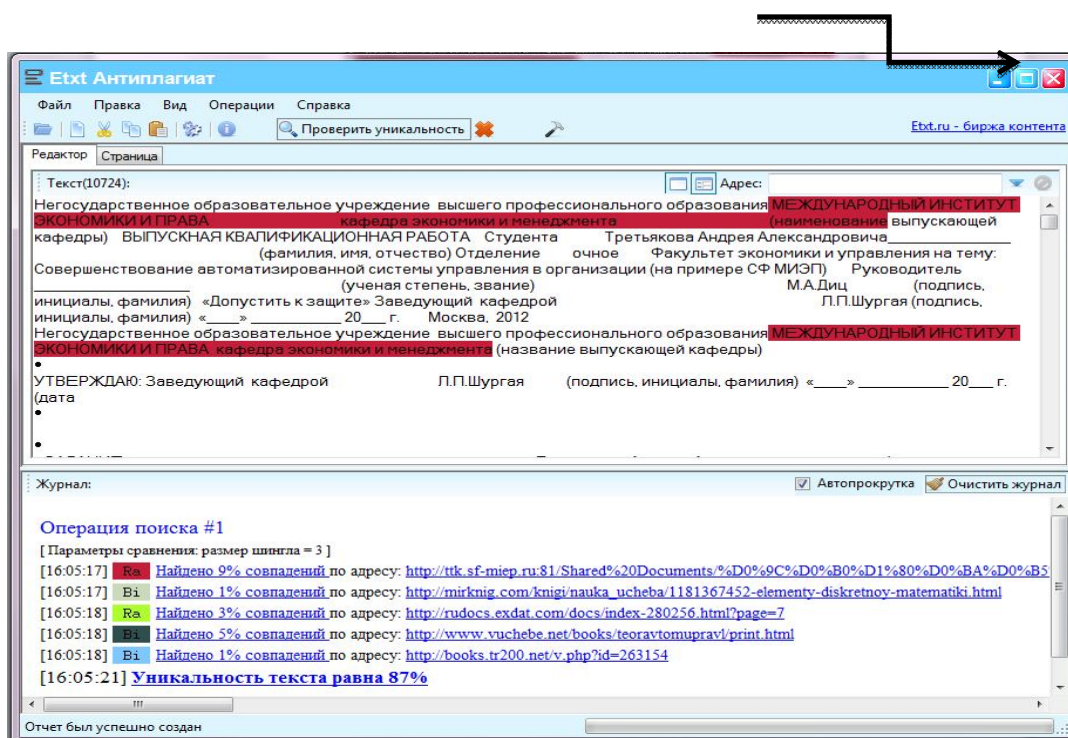 Etxt Антиплагиат
Файл Правка Вид Операции Справка
Проверить уникальность Etxt.ru - биржа контента
Редактор Страница
Текст(10724): Адрес:
Негосударственное образовательное учреждение высшего профессионального образования МЕЖДУНАРОДНЫЙ ИНСТИТУТ
ЭКОНОМИКИ И ПРАВА кафедра экономики и менеджмента (наименование выпускающей
кафедры) ВЫПУСКНАЯ КВАЛИФИКАЦИОННАЯ РАБОТА Студента Третьякова Андрея Александровича_______________
(фамилия, имя, отчество) Отделение очное Факультет экономики и управления на тему:
Совершенствование автоматизированной системы управления в организации (на примере СФ МИЭП) Руководитель
___________________ (ученая степень, звание) М.А.Диц (подпись,
инициалы, фамилия) «Допустить к защите» Заведующий кафедрой Л.П.Шургая (подпись,
инициалы, фамилия) «____» ___________ 20___ г. Москва, 2012
Негосударственное образовательное учреждение высшего профессионального образования МЕЖДУНАРОДНЫЙ ИНСТИТУТ
ЭКОНОМИКИ И ПРАВА кафедра экономики и менеджмента (название выпускающей кафедры)
•
УТВЕРЖДАЮ: Заведующий кафедрой Л.П.Шургая (подпись, инициалы, фамилия) «____» ___________ 20___ г.
(дата
•
•
Журнал: Автопрокрутка Очистить журнал
Операция поиска #1
[ Параметры сравнения: размер шингла = 3 ]
[16:05:17] Ra Найдено 9% совпадений по адресу: http://ttk.sf-miep.ru:81/Shared%20Documents/%D0%9C%D0%B0%D1%80%D0%BA%D0%B5
[16:05:17] Bi Найдено 1% совпадений по адресу: http://mirknig.com/knigi/nauka_ucheba/1181367452-elementy-diskretnoy-matematiki.html
[16:05:18] Ra Найдено 3% совпадений по адресу: http://rudocs.exdat.com/docs/index-280256.html?page=7
[16:05:18] Bi Найдено 5% совпадений по адресу: http://www.vuchebe.net/books/teoravtomupravl/print.html
[16:05:18] Bi Найдено 1% совпадений по адресу: http://books.tr200.net/v.php?id=263154
[16:05:21] Уникальность текста равна 87%
Отчет был успешно создан